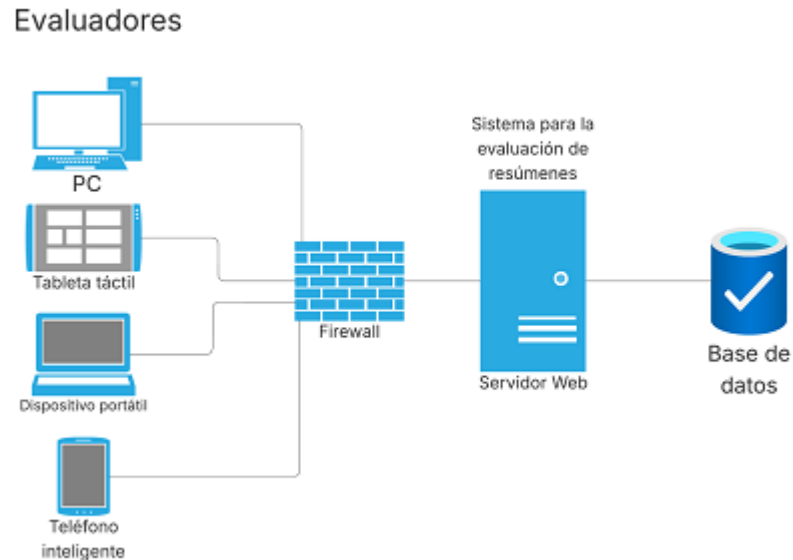 Evaluadores
PC
Tableta táctil
Dispositivo portátil
Teléfono
inteligente
Firewall
Sistema para la
evaluación de
resúmenes
Servidor Web
Base de
datos